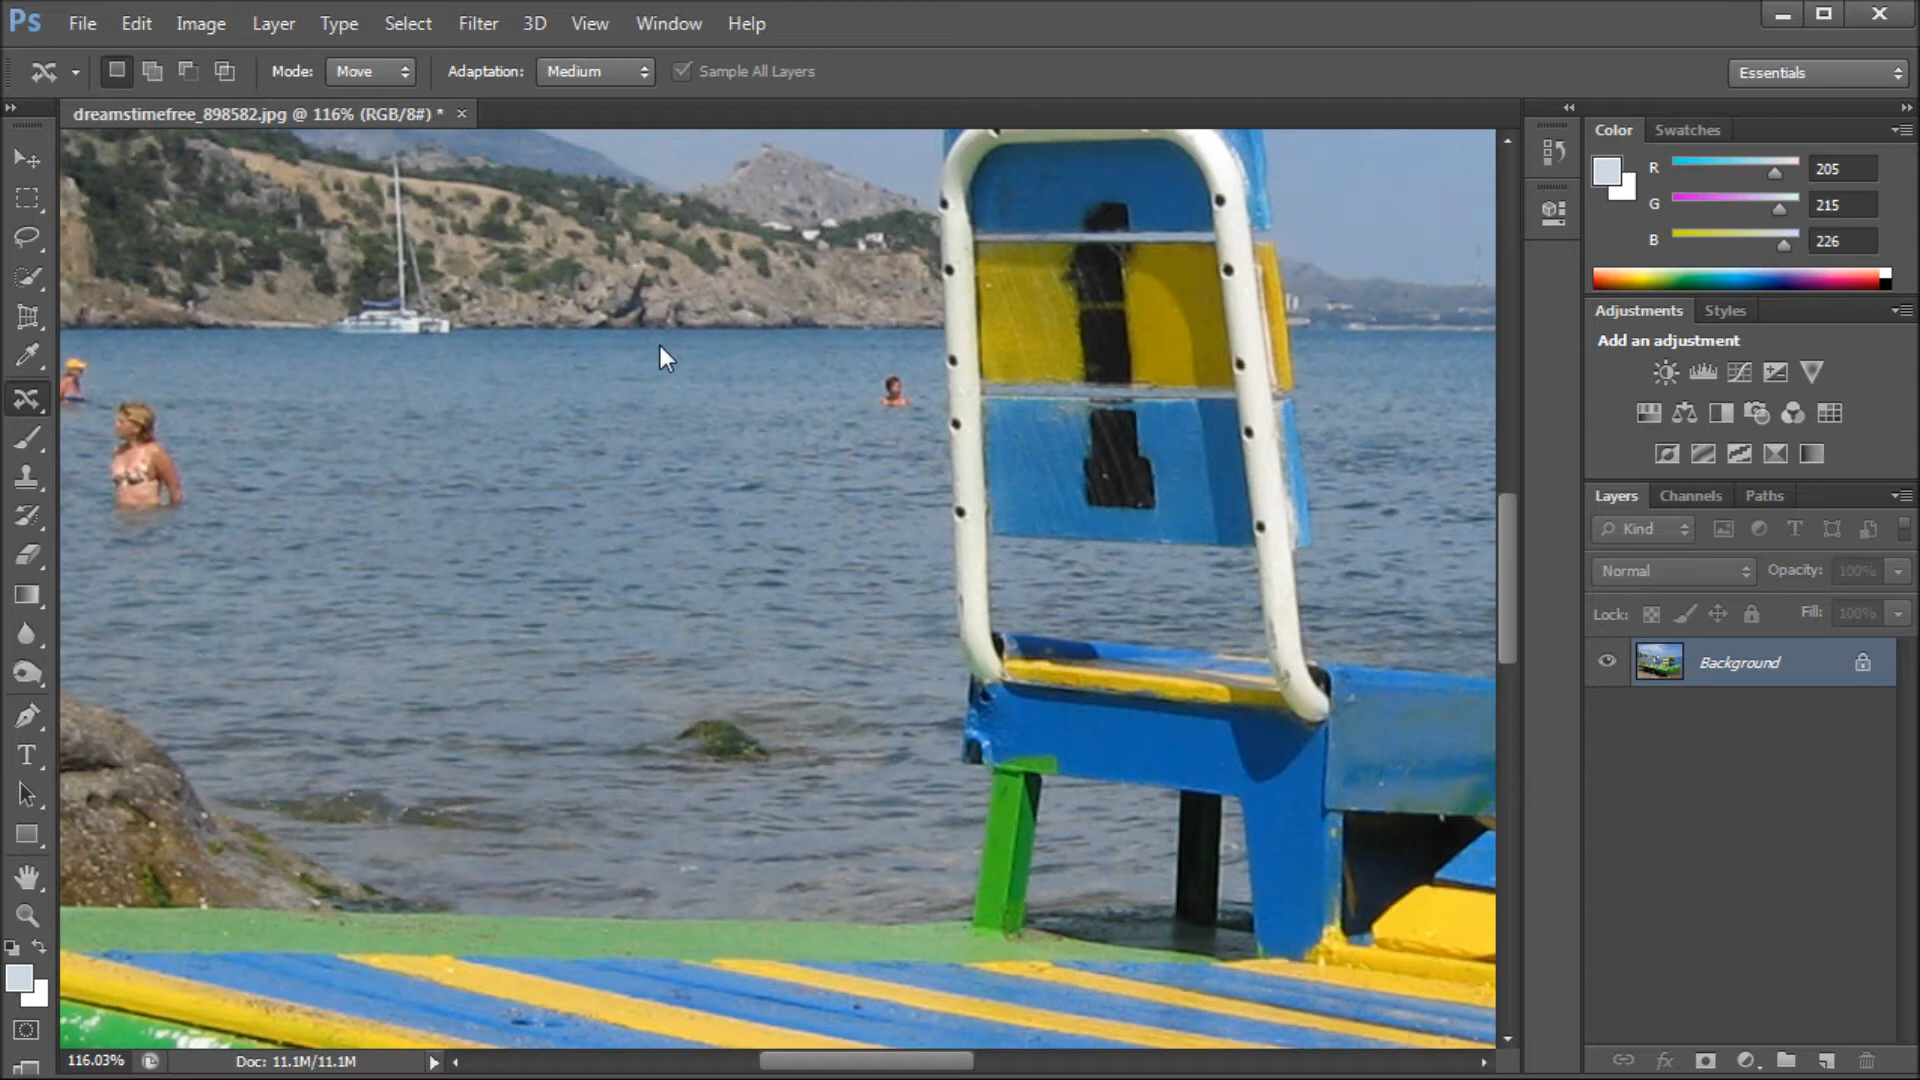 Ps File Edit Image Layer Type Select Filter 3D View Window Help
Mode: Move Adaptation: Medium Sample All Layers Essentials
dreamstimefree_898582.jpg @ 116% (RGB/8#) * ×
Color Swatches
R 205
G 215
B 226
Adjustments Styles
Add an adjustment
Layers Channels Paths
Kind
Normal Opacity: 100%
Lock: Fill: 100%
Background
116.03% Doc: 11.1M/11.1M